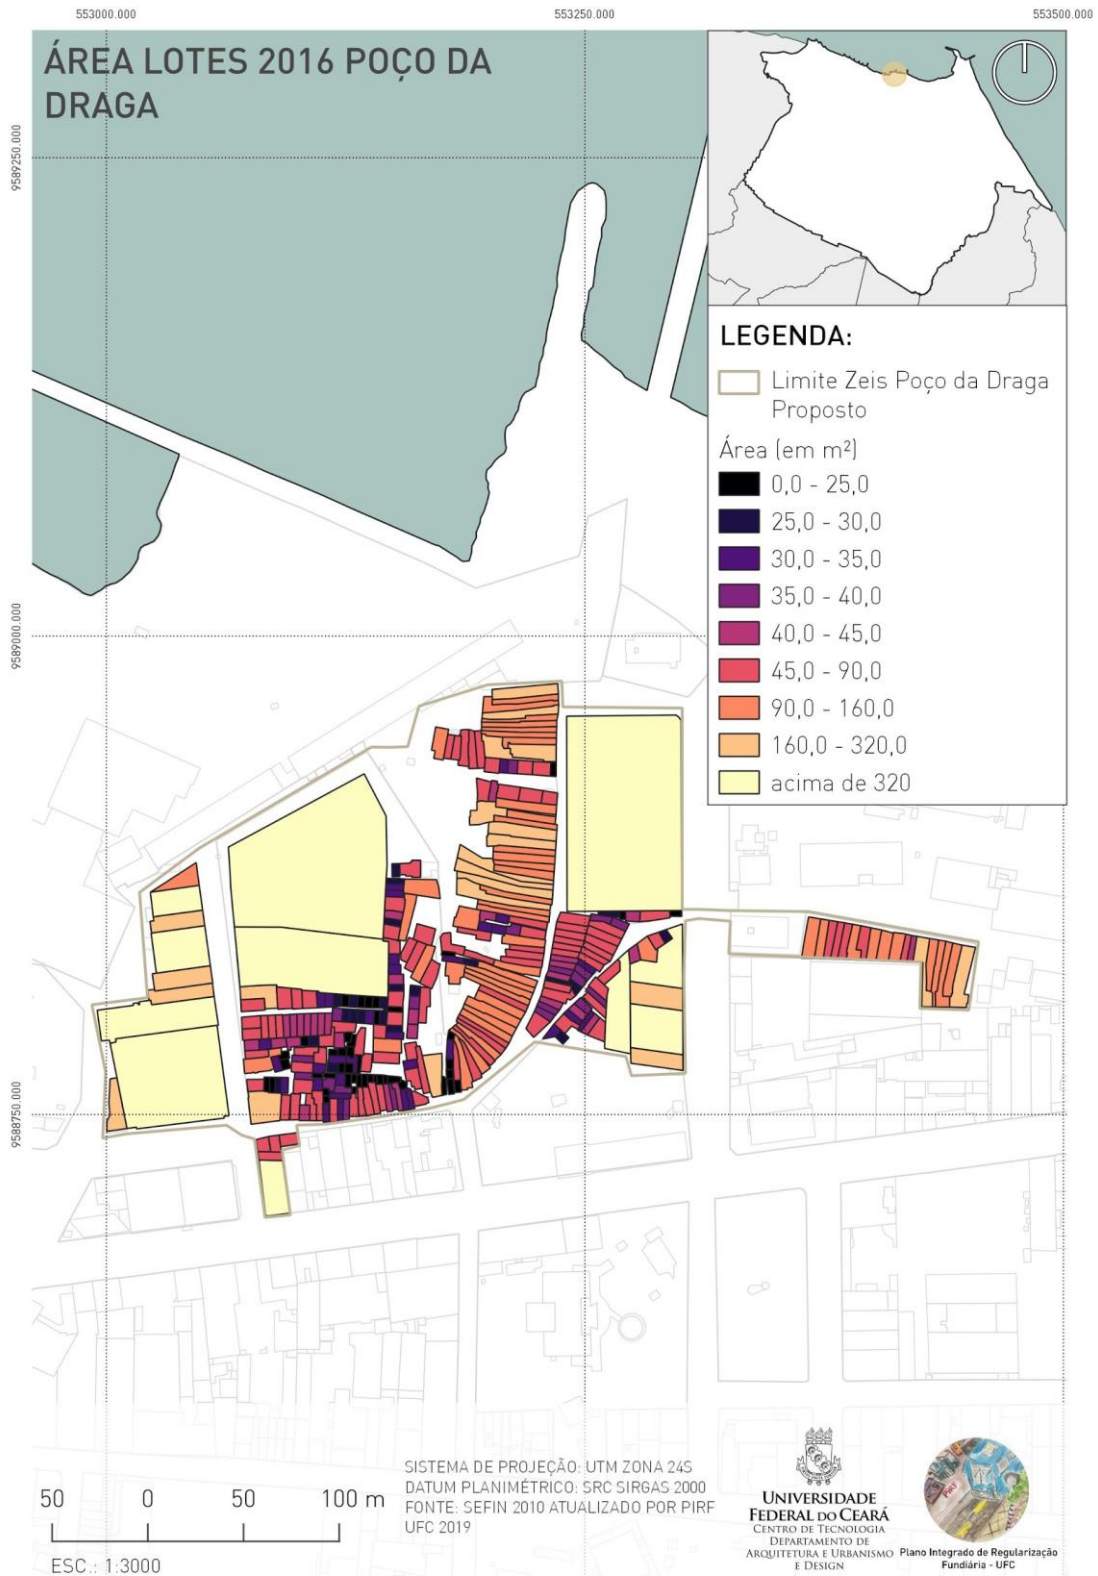 553000.000
553250.000
553500.000
ÁREA LOTES 2016 POÇO DA
DRAGA
9589250.000
9589000.000
9588750.000
LEGENDA:
Limite Zeis Poço da Draga
Proposto
Área (em m²)
0,0 - 25,0
25,0 - 30,0
30,0 - 35,0
35,0 - 40,0
40,0 - 45,0
45,0 - 90,0
90,0 - 160,0
160,0 - 320,0
acima de 320
50 0 50 100 m
ESC.: 1:3000
SISTEMA DE PROJEÇÃO: UTM ZONA 24S
DATUM PLANIMÉTRICO: SRC SIRGAS 2000
FONTE: SEFIN 2010 ATUALIZADO POR PIRF
UFC 2019
UNIVERSIDADE
FEDERAL DO CEARÁ
CENTRO DE TECNOLOGIA
DEPARTAMENTO DE
ARQUITETURA E URBANISMO
E DESIGN
Plano Integrado de Regularização
Fundiária - UFC